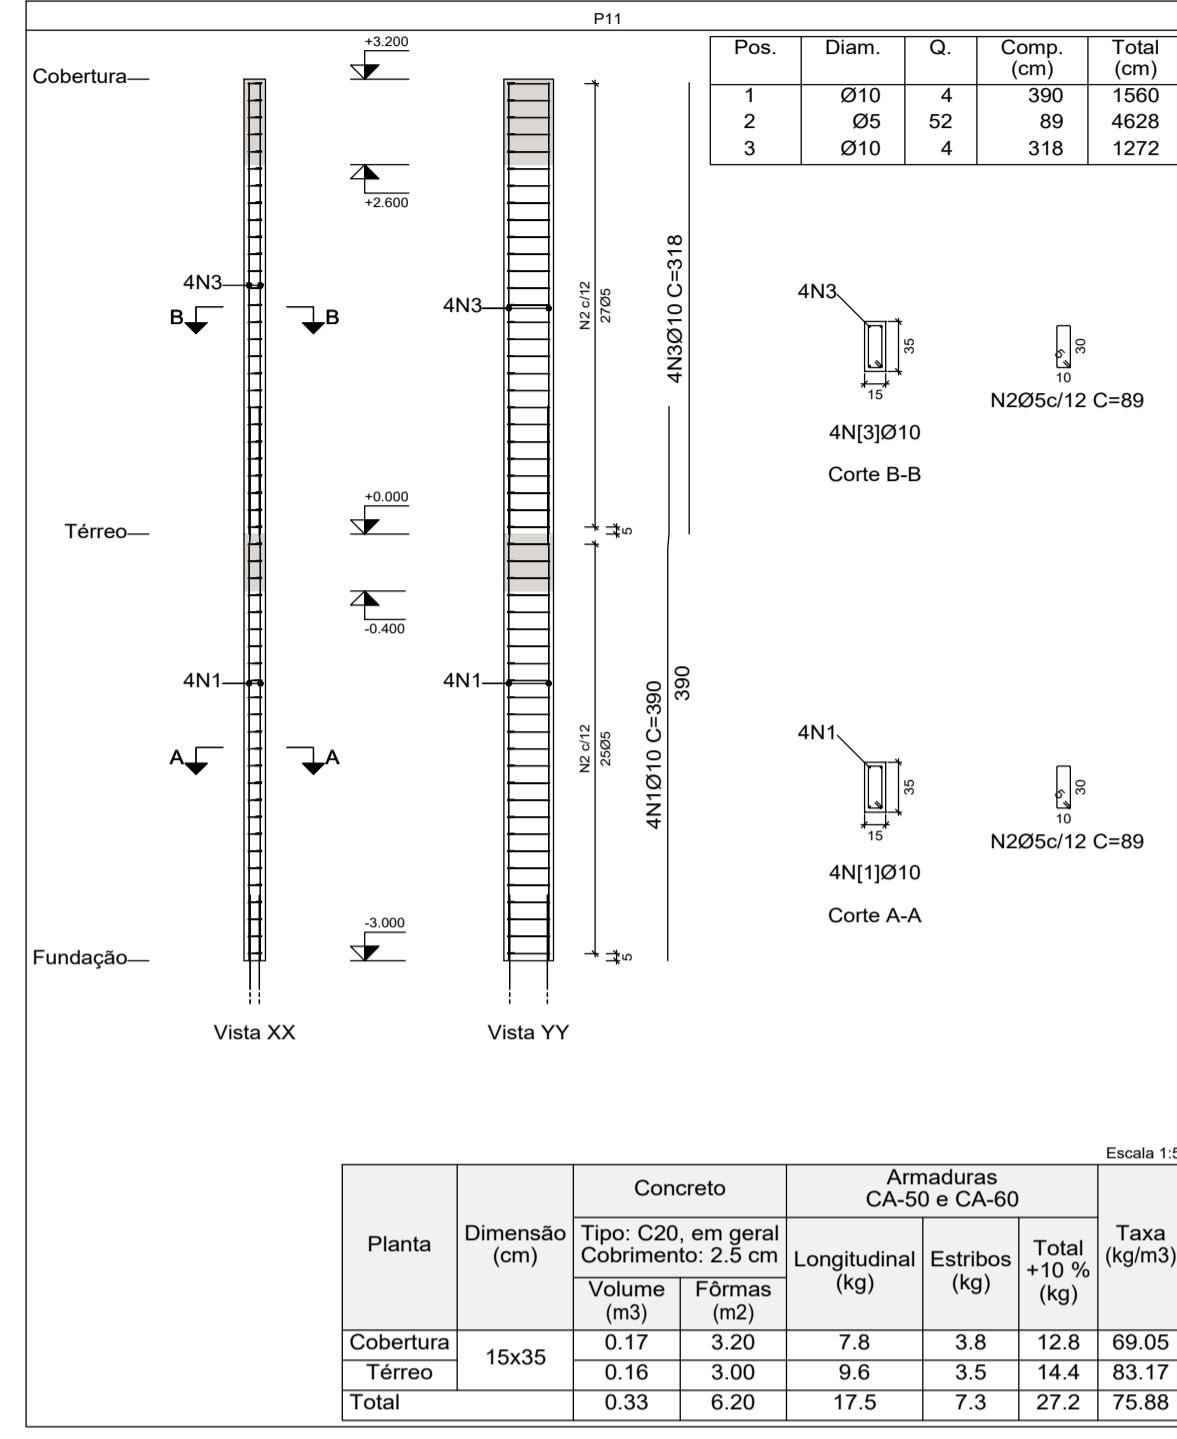 P11
Pos. Diam. Q. Comp. (cm) Total (cm)
1 Ø10 4 390 1560
2 Ø5 52 89 4628
3 Ø10 4 318 1272
Cobertura
+3.200
+2.600
4N3
B B
4N3
N2 c/12
27Ø5
4N3Ø10 C=318
4N3
35
15
4N[3]Ø10
Corte B-B
30
5
10
N2Ø5c/12 C=89
Térreo
+0.000
5
-0.400
4N1
A A
4N1
N2 c/12
25Ø5
4N1Ø10 C=390
390
4N1
35
15
4N[1]Ø10
Corte A-A
30
5
10
N2Ø5c/12 C=89
Fundação
-3.000
5
Vista XX
Vista YY
Escala 1:5
Planta
Dimensão (cm)
Concreto
Tipo: C20, em geral
Cobrimento: 2.5 cm
Volume (m3)
Fôrmas (m2)
Armaduras
CA-50 e CA-60
Longitudinal (kg)
Estribos (kg)
Total +10 % (kg)
Taxa (kg/m3)
Cobertura 15x35 0.17 3.20 7.8 3.8 12.8 69.05
Térreo 0.16 3.00 9.6 3.5 14.4 83.17
Total 0.33 6.20 17.5 7.3 27.2 75.88